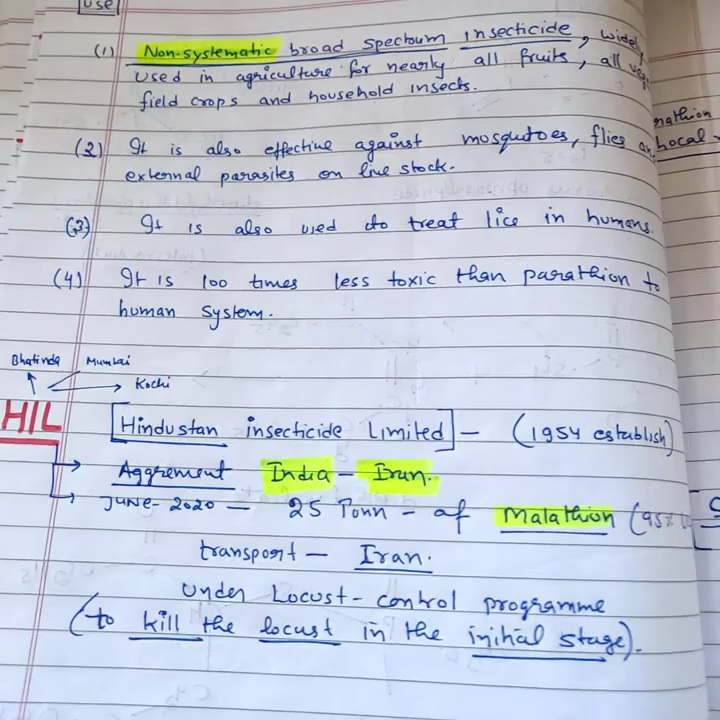 USE
(1) Non-systematic broad spectrum insecticide,
used in agriculture for nearly all fruits, all
field crops and household insects.
(2) It is also effective against mosqutoes, flies
external parasites on live stock.
(3) It is also used to treat lice in humans.
(4) It is 100 times less toxic than parathion to
human system.
Bhatinda Mumbai
Kochi
HIL
[Hindustan insecticide Limited] - (1954 establish)
Aggrement India - Iran.
JUNE-2020 - 25 Tonn - of Malathion (95%
transport - Iran.
Under Locust-control programme
(to kill the locust in the initial stage).